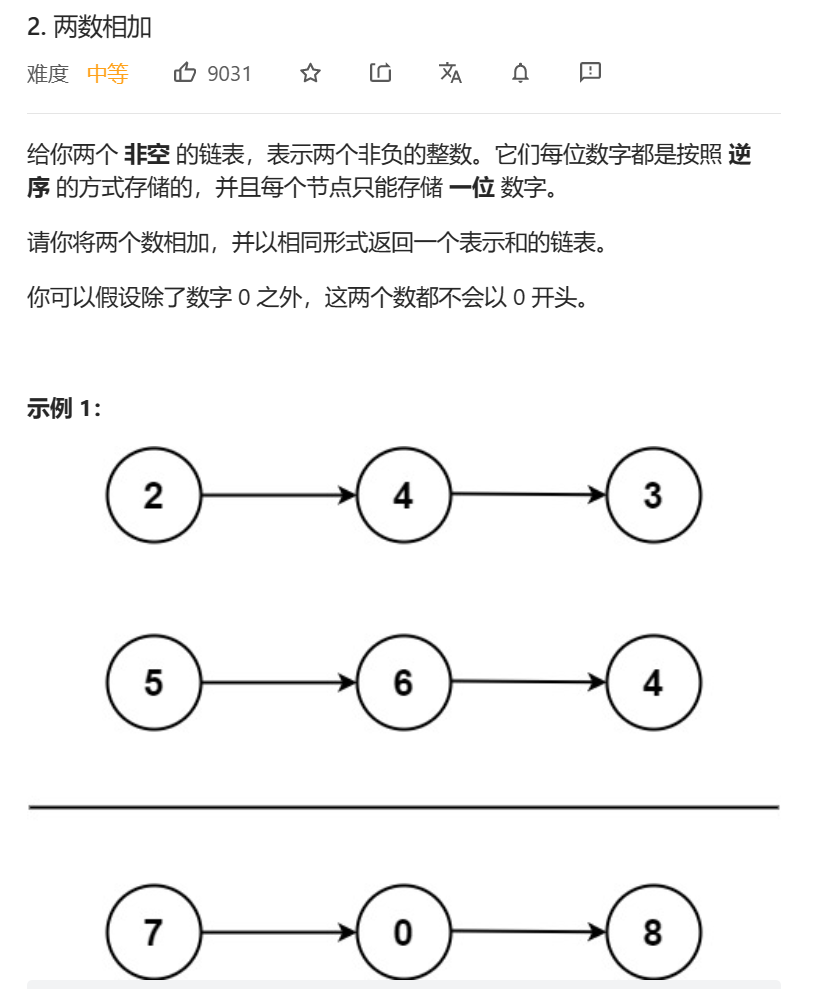 2. 两数相加
难度 中等 9031
给你两个 非空 的链表，表示两个非负的整数。它们每位数字都是按照 逆
序 的方式存储的，并且每个节点只能存储 一位 数字。
请你将两个数相加，并以相同形式返回一个表示和的链表。
你可以假设除了数字 0 之外，这两个数都不会以 0 开头。
示例 1：
2 4 3
5 6 4
7 0 8